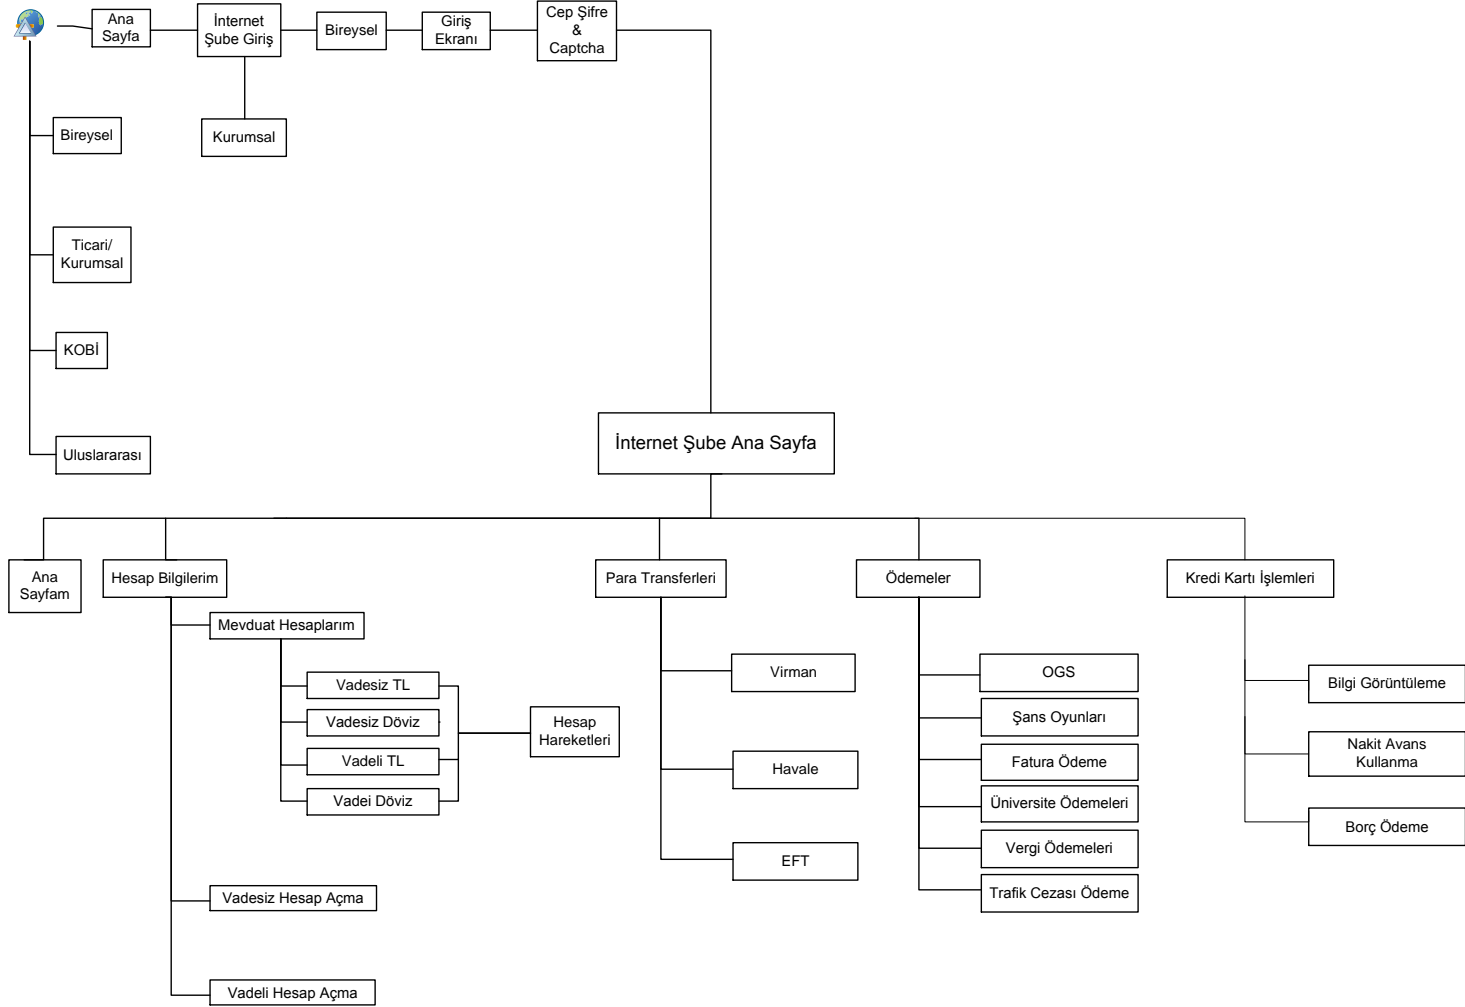 Ana
Sayfa
İnternet
Şube Giriş
Bireysel
Giriş
Ekranı
Cep Şifre
&
Captcha
Bireysel
Kurumsal
Ticari/
Kurumsal
KOBİ
Uluslararası
İnternet Şube Ana Sayfa
Ana
Sayfam
Hesap Bilgilerim
Mevduat Hesaplarım
Vadesiz TL
Vadesiz Döviz
Vadeli TL
Vadei Döviz
Hesap
Hareketleri
Vadesiz Hesap Açma
Vadeli Hesap Açma
Para Transferleri
Virman
Havale
EFT
Ödemeler
OGS
Şans Oyunları
Fatura Ödeme
Üniversite Ödemeleri
Vergi Ödemeleri
Trafik Cezası Ödeme
Kredi Kartı İşlemleri
Bilgi Görüntüleme
Nakit Avans
Kullanma
Borç Ödeme